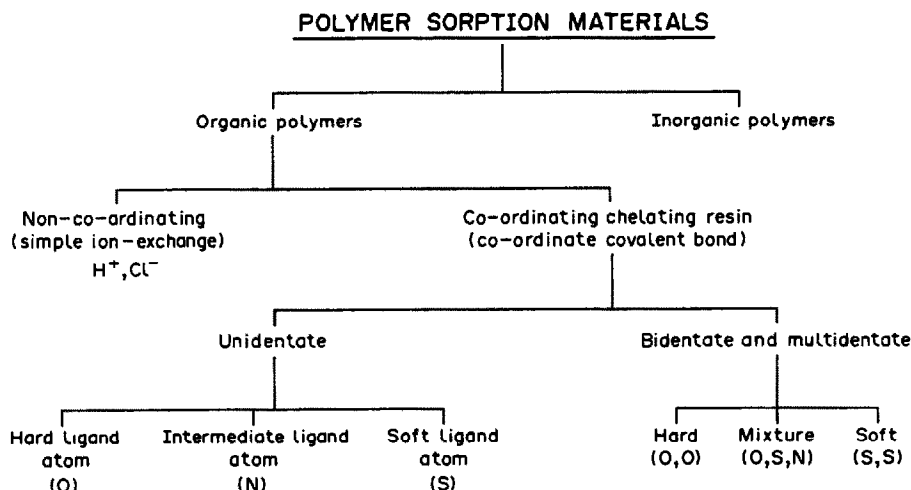 POLYMER SORPTION MATERIALS
Organic polymers
Inorganic polymers
Non-co-ordinating
(simple ion-exchange)
H⁺,Cl⁻
Co-ordinating chelating resin
(co-ordinate covalent bond)
Unidentate
Bidentate and multidentate
Hard ligand
atom
(O)
Intermediate ligand
atom
(N)
Soft ligand
atom
(S)
Hard
(O,O)
Mixture
(O,S,N)
Soft
(S,S)